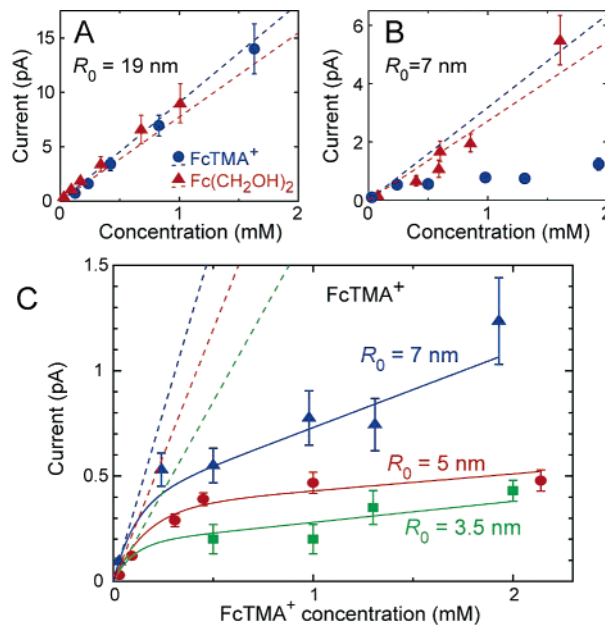 A
R₀ = 19 nm
FcTMA⁺
Fc(CH₂OH)₂
Current (pA)
15
10
5
0
0
1
2
Concentration (mM)
B
R₀=7 nm
Current (pA)
6
4
2
0
0
1
2
Concentration (mM)
C
FcTMA⁺
R₀ = 7 nm
R₀ = 5 nm
R₀ = 3.5 nm
Current (pA)
1.5
1
0.5
0
0
1
2
FcTMA⁺ concentration (mM)